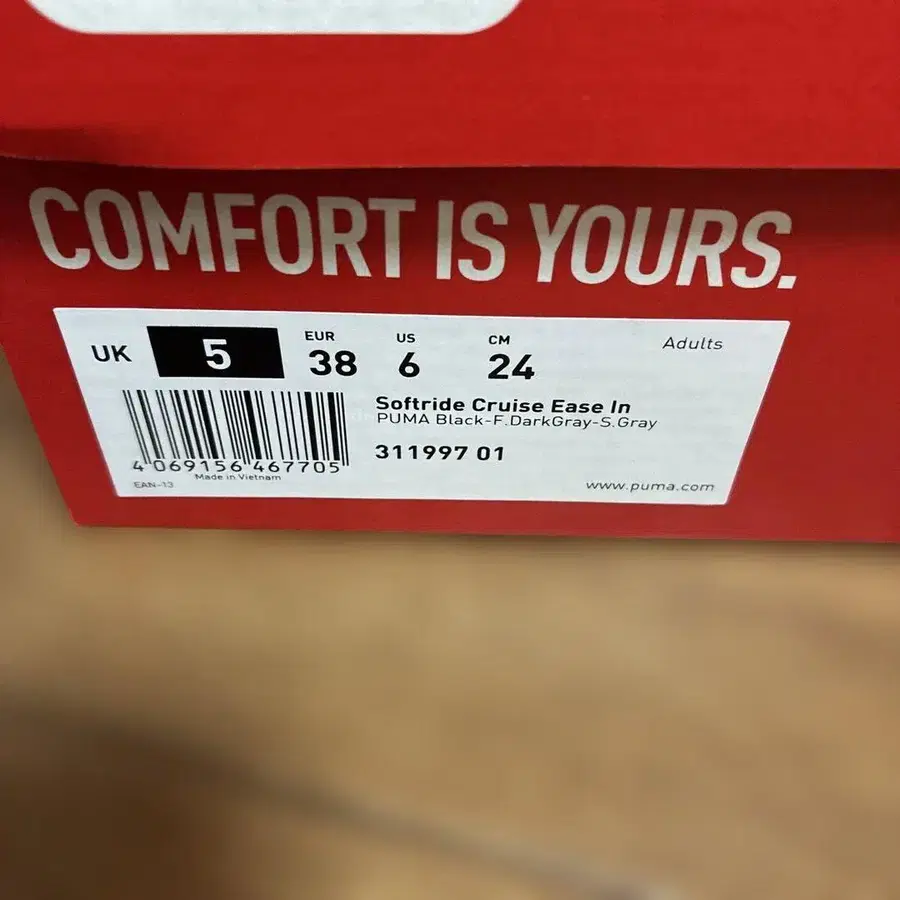 COMFORT IS YOURS.
UK 5
EUR 38
US 6
CM 24
Adults
Softride Cruise Ease In
PUMA Black-F.DarkGray-S.Gray
311997 01
4 069156 467705
Made in Vietnam
EAN-13
www.puma.com